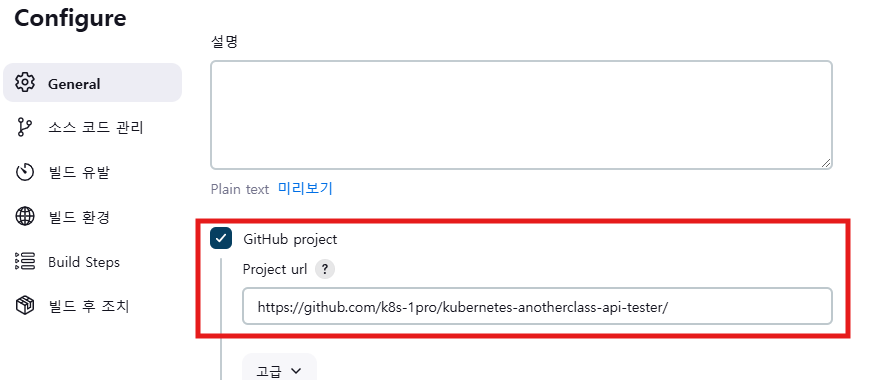 Configure
General
소스 코드 관리
빌드 유발
빌드 환경
Build Steps
빌드 후 조치
설명
Plain text 미리보기
GitHub project
Project url ?
https://github.com/k8s-1pro/kubernetes-anotherclass-api-tester/
고급